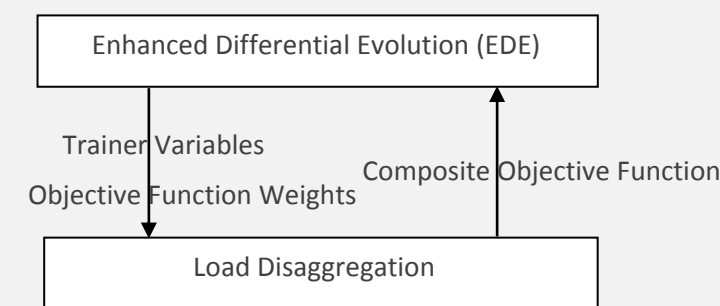 Enhanced Differential Evolution (EDE)
Trainer Variables
Objective Function Weights
Composite Objective Function
Load Disaggregation